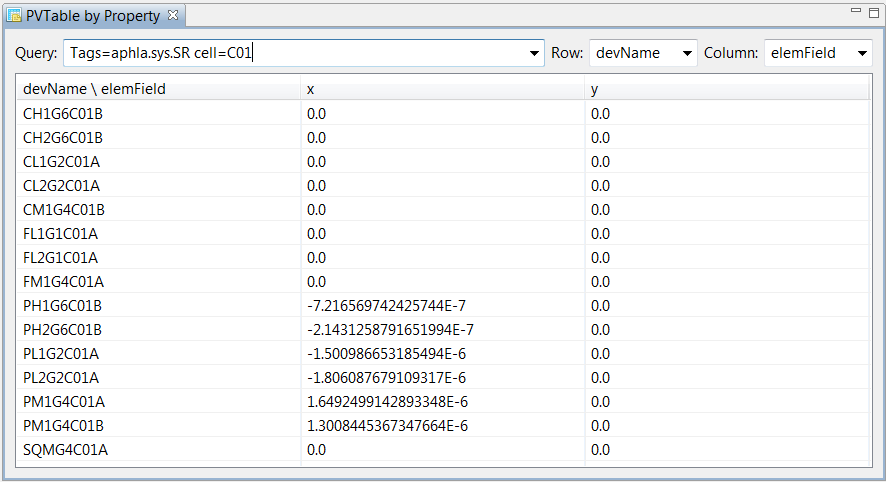 PVTable by Property
Query: Tags=aphla.sys.SR cell=C01 Row: devName Column: elemField
devName \ elemField x y
CH1G6C01B 0.0 0.0
CH2G6C01B 0.0 0.0
CL1G2C01A 0.0 0.0
CL2G2C01A 0.0 0.0
CM1G4C01B 0.0 0.0
FL1G1C01A 0.0 0.0
FL2G1C01A 0.0 0.0
FM1G4C01A 0.0 0.0
PH1G6C01B -7.216569742425744E-7 0.0
PH2G6C01B -2.1431258791651994E-7 0.0
PL1G2C01A -1.500986653185494E-6 0.0
PL2G2C01A -1.806087679109317E-6 0.0
PM1G4C01A 1.6492499142893348E-6 0.0
PM1G4C01B 1.3008445367347664E-6 0.0
SQMG4C01A 0.0 0.0